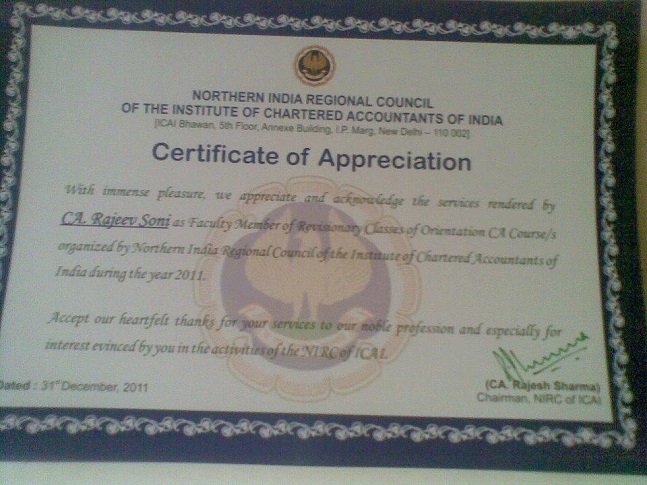 NORTHERN INDIA REGIONAL COUNCIL
OF THE INSTITUTE OF CHARTERED ACCOUNTANTS OF INDIA
[ICAI Bhawan, 5th Floor, Annexe Building, I.P. Marg, New Delhi – 110 002]
Certificate of Appreciation
With immense pleasure, we appreciate and acknowledge the services rendered by
CA. Rajeev Soni as Faculty Member of Revisionary Classes of Orientation CA Course/s
organized by Northern India Regional Council of the Institute of Chartered Accountants of
India during the year 2011.
Accept our heartfelt thanks for your services to our noble profession and especially for
interest evinced by you in the activities of the NIRC of ICAI.
Dated : 31st December, 2011
(CA. Rajesh Sharma)
Chairman, NIRC of ICAI